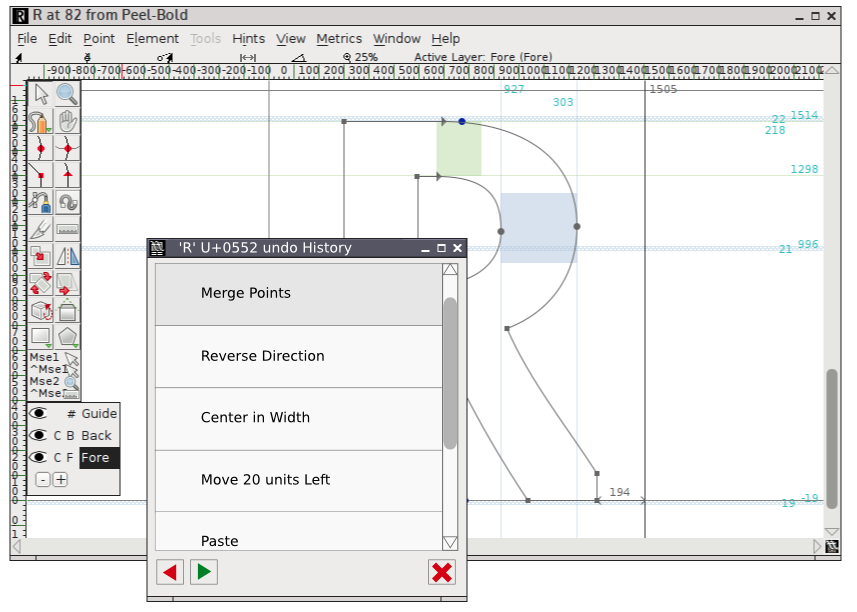 R at 82 from Peel-Bold
File Edit Point Element Tools Hints View Metrics Window Help
25% Active Layer: Fore (Fore)
-900 -800 -700 -600 -500 -400 -300 -200 -100 0 100 200 300 400 500 600 700 800 900 1000 1100 1200 1300 1400 1500 1600 1700 1800 1900 2000 2100
927 1505
303
22 1514
218
1298
21 996
'R' U+0552 undo History
Merge Points
Reverse Direction
Center in Width
Move 20 units Left
Paste
Mse1
^Mse1
Mse2
^Mse
# Guide
C B Back
C F Fore
- +
194
19 -19